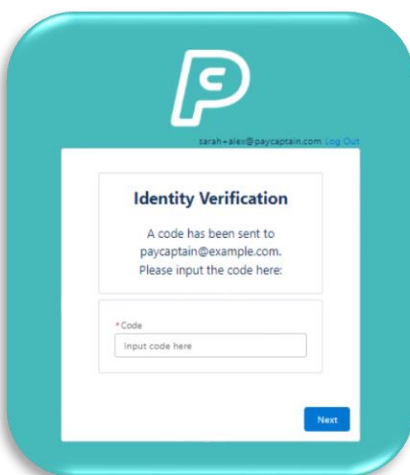 sarah+alex@paycaptain.com Log Out
Identity Verification
A code has been sent to
paycaptain@example.com.
Please input the code here:
*Code
Input code here
Next